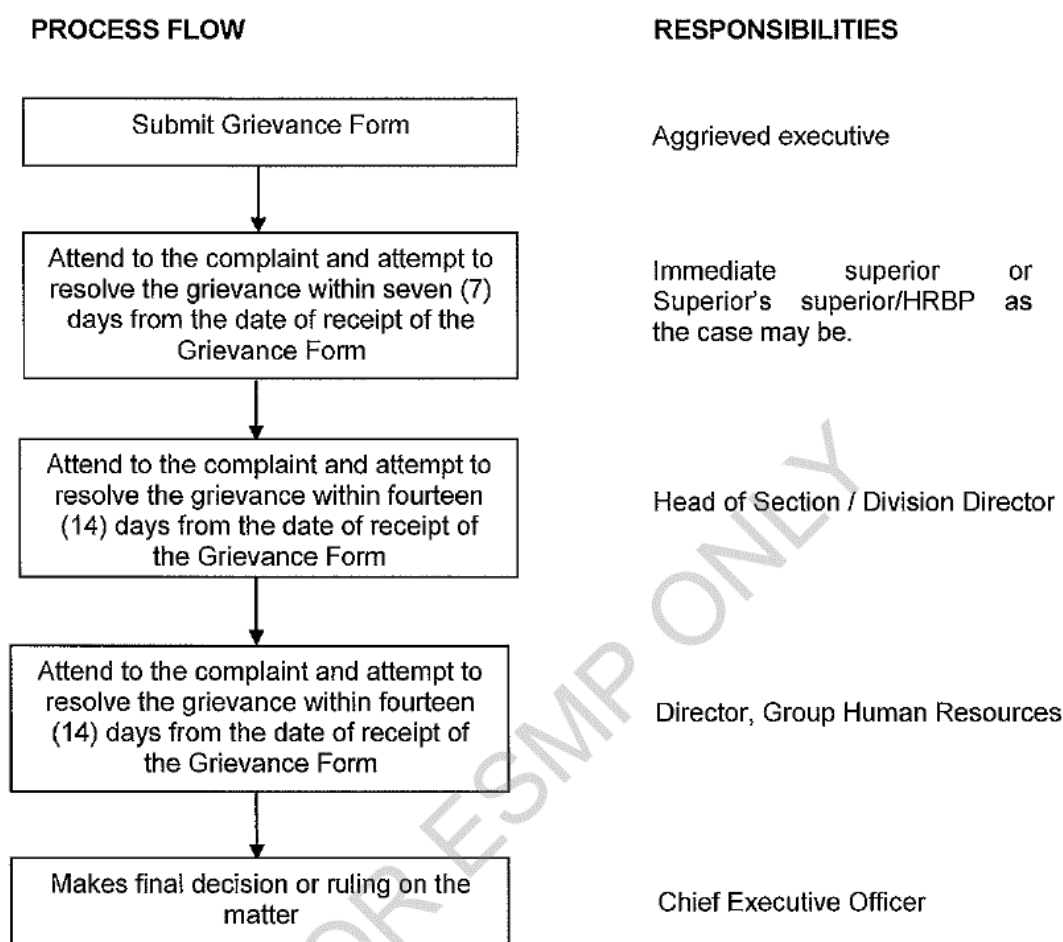 PROCESS FLOW
RESPONSIBILITIES
Submit Grievance Form
Aggrieved executive
Attend to the complaint and attempt to
resolve the grievance within seven (7)
days from the date of receipt of the
Grievance Form
Immediate superior or
Superior's superior/HRBP as
the case may be.
Attend to the complaint and attempt to
resolve the grievance within fourteen
(14) days from the date of receipt of
the Grievance Form
Head of Section / Division Director
Attend to the complaint and attempt to
resolve the grievance within fourteen
(14) days from the date of receipt of
the Grievance Form
Director, Group Human Resources
Makes final decision or ruling on the
matter
Chief Executive Officer
OR ESMP ONLY